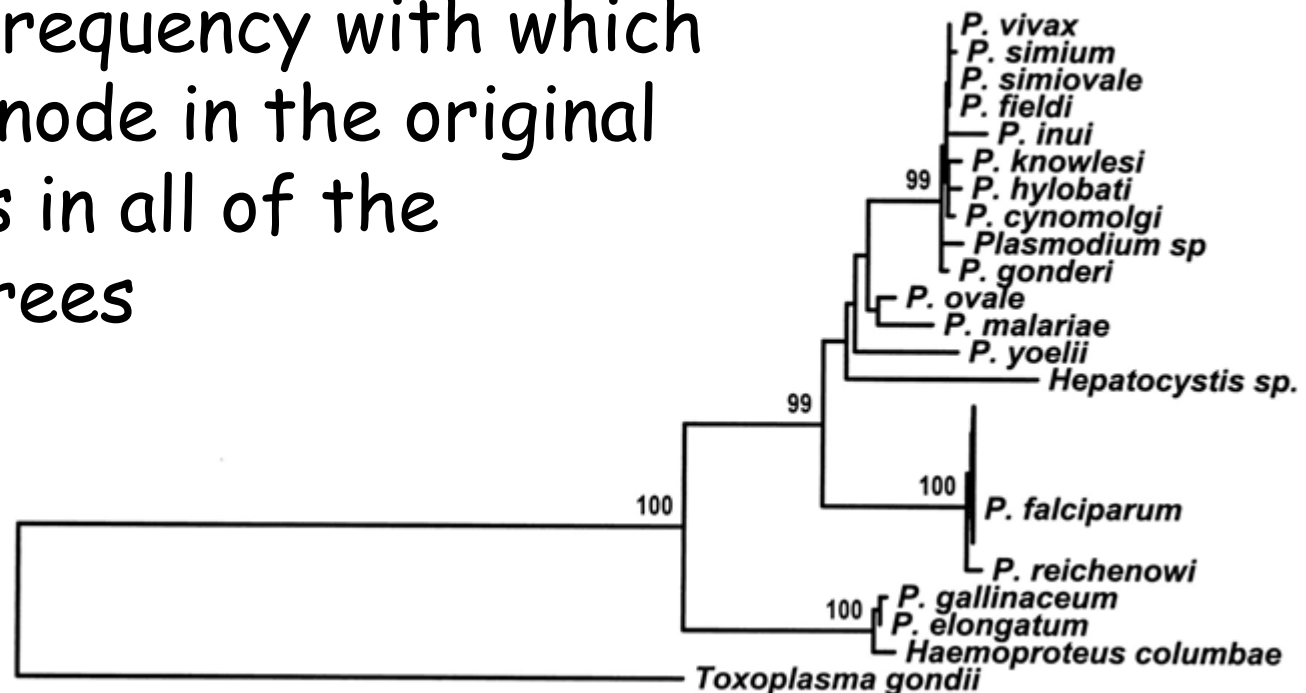 requency with which
node in the original
s in all of the
rees
P. vivax
P. simium
P. simiovale
P. fieldi
P. inui
P. knowlesi
99
P. hylobati
P. cynomolgi
Plasmodium sp
P. gonderi
P. ovale
P. malariae
P. yoelii
Hepatocystis sp.
99
100
P. falciparum
100
P. reichenowi
P. gallinaceum
100
P. elongatum
Haemoproteus columbae
Toxoplasma gondii